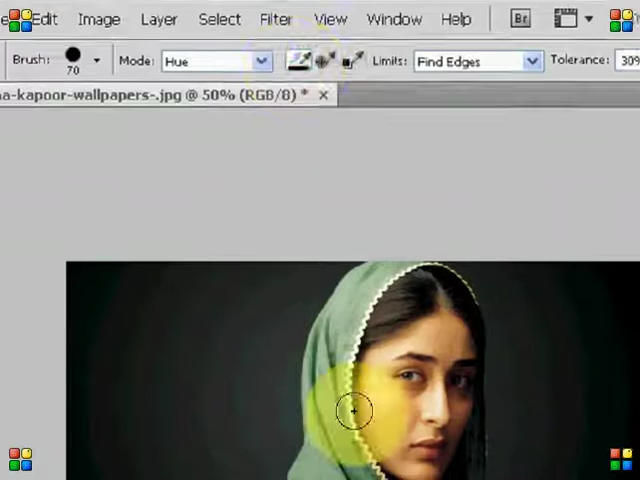 Edit Image Layer Select Filter View Window Help Br
Brush: 70 Mode: Hue Limits: Find Edges Tolerance: 30%
a-kapoor-wallpapers-.jpg @ 50% (RGB/8) *